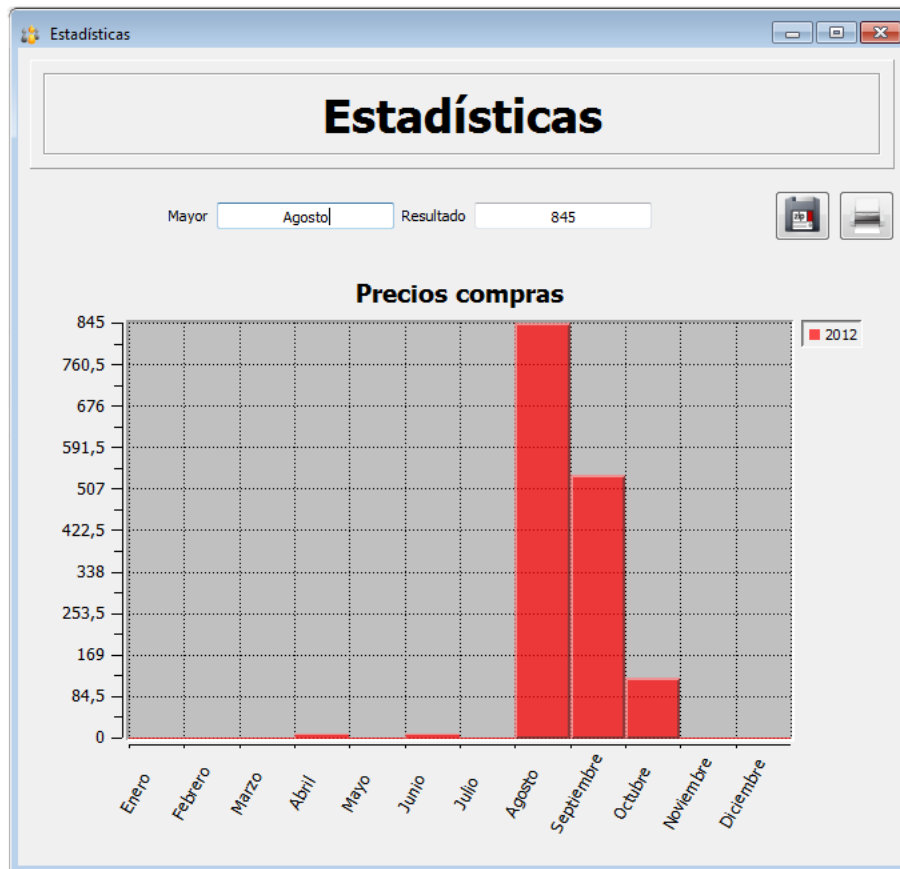 Estadísticas
Estadísticas
Mayor Agosto Resultado 845
zip
Precios compras
2012
845
760,5
676
591,5
507
422,5
338
253,5
169
84,5
0
Enero Febrero Marzo Abril Mayo Junio Julio Agosto Septiembre Octubre Noviembre Diciembre